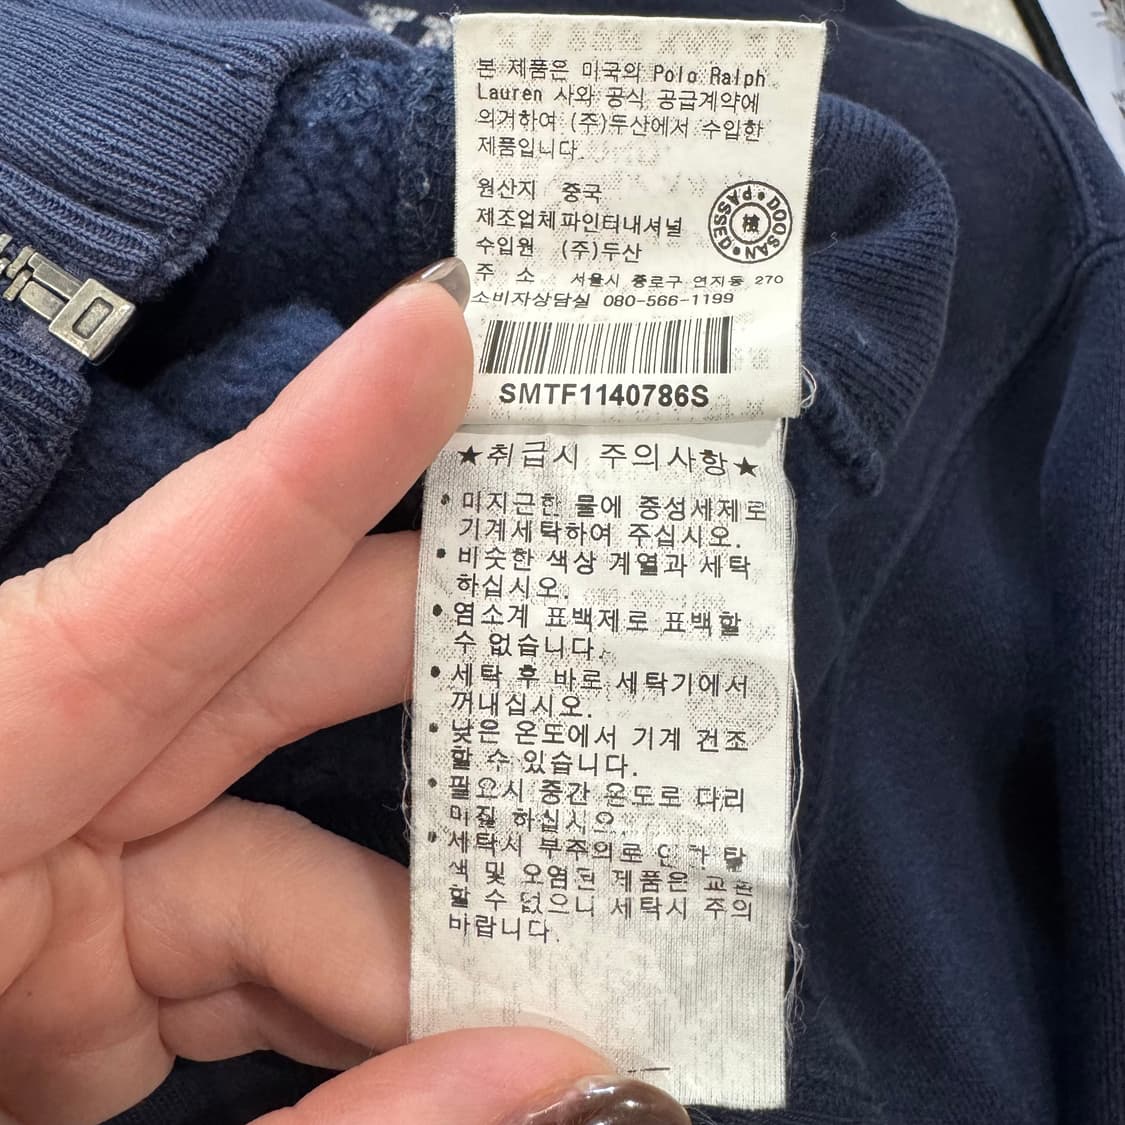 본 제품은 미국의 Polo Ralph
Lauren 사와 공식 공급계약에
의거하여 (주)두산에서 수입한
제품입니다.
원산지 중국
제조업체 파인터내셔널
수입원 (주)두산
주 소 서울시 종로구 연지동 270
소비자상담실 080-566-1199
PASSED DOOSAN
檢
SMTF1140786S
★취급시 주의사항★
• 미지근한 물에 중성세제로
기계세탁하여 주십시오.
• 비슷한 색상 계열과 세탁
하십시오.
• 염소계 표백제로 표백할
수 없습니다.
• 세탁 후 바로 세탁기에서
꺼내십시오.
• 낮은 온도에서 기계 건조
할 수 있습니다.
• 필요시 중간 온도로 다리
미질 하십시오
• 세탁시 부주의로
색 및 오염된 제품은 교환
할 수 없으니 세탁시 주의
바랍니다.